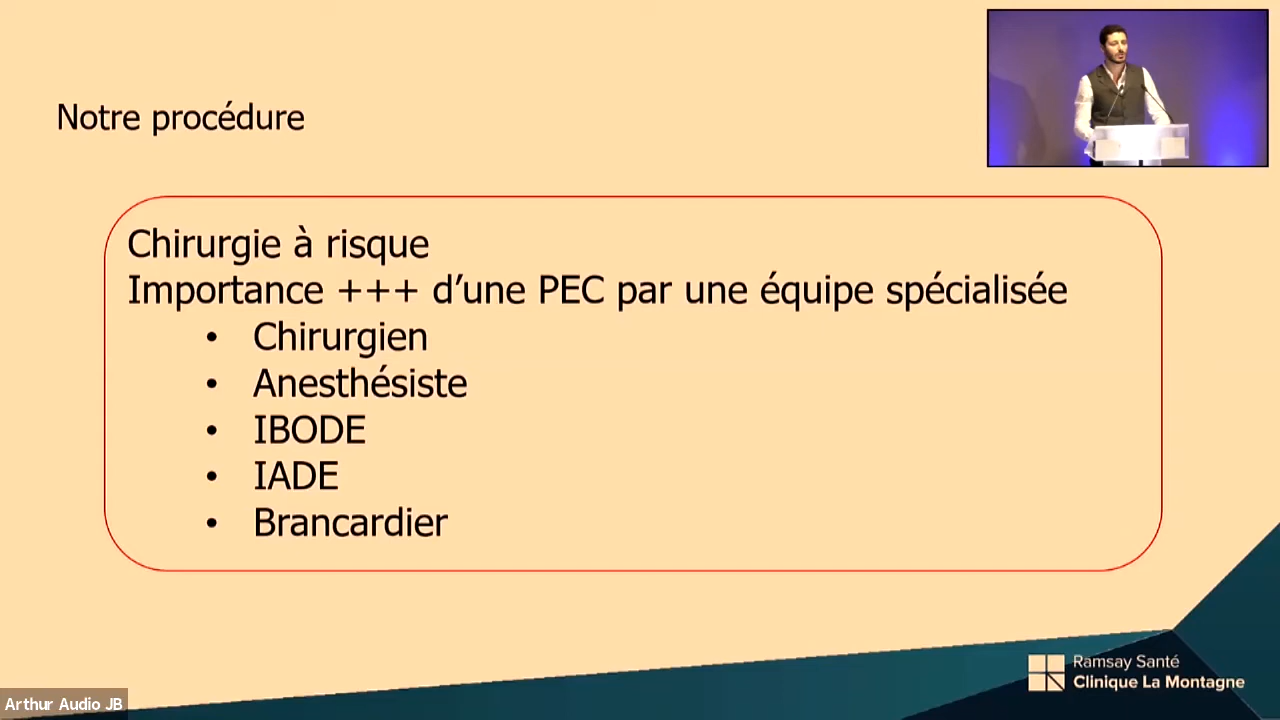 Notre procédure
Chirurgie à risque
Importance +++ d’une PEC par une équipe spécialisée
• Chirurgien
• Anesthésiste
• IBODE
• IADE
• Brancardier
Ramsay Santé
Clinique La Montagne
Arthur Audio JB